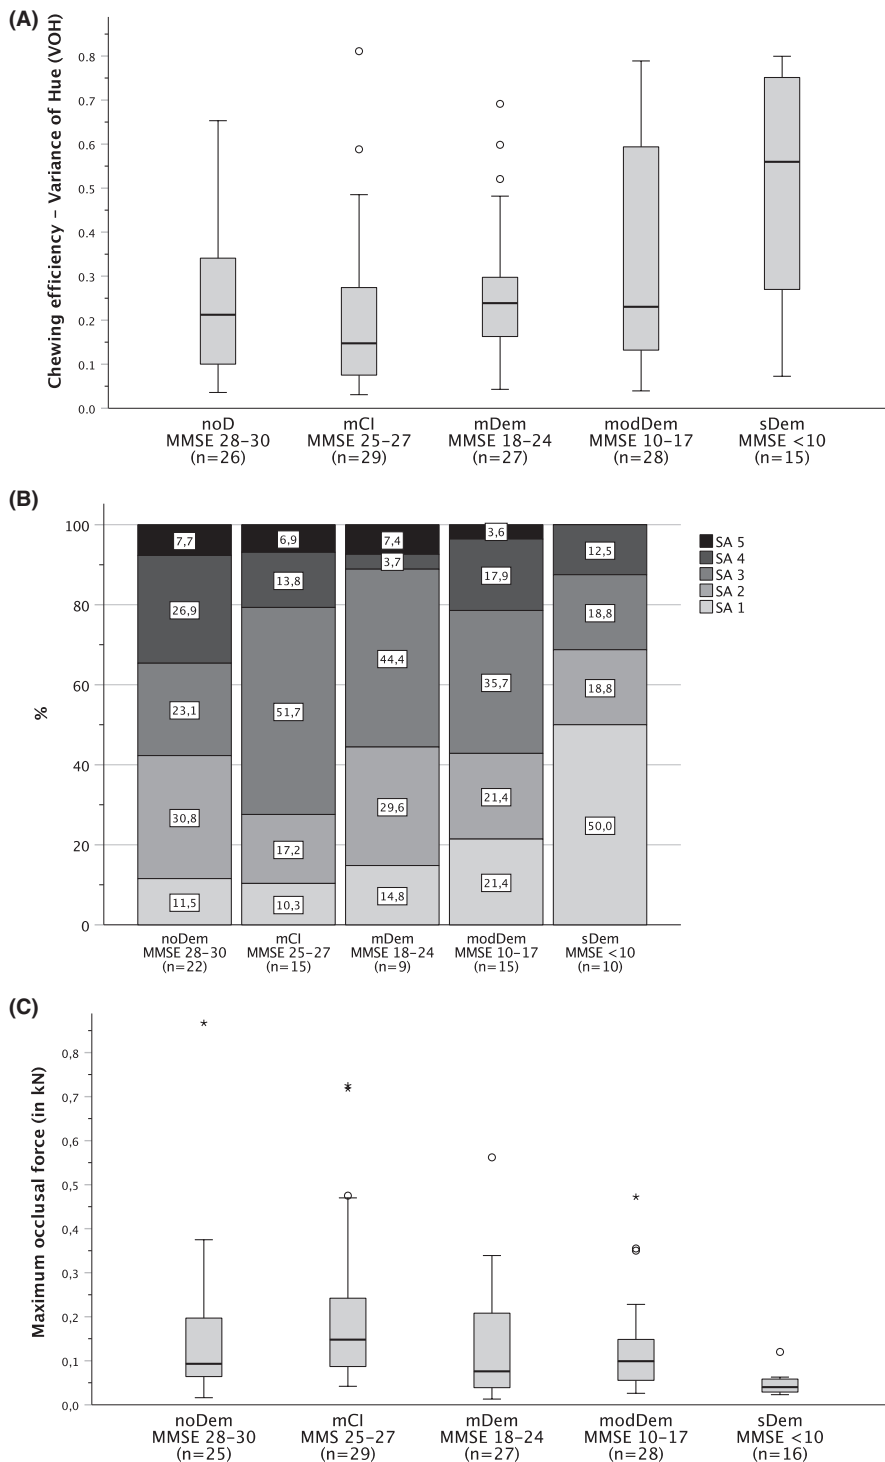 (A)
Chewing efficiency – Variance of Hue (VOH)
0.8
0.7
0.6
0.5
0.4
0.3
0.2
0.1
0.0
noD
MMSE 28–30
(n=26)
mCI
MMSE 25–27
(n=29)
mDem
MMSE 18–24
(n=27)
modDem
MMSE 10–17
(n=28)
sDem
MMSE <10
(n=15)
(B)
%
100
80
60
40
20
0
7,7
26,9
23,1
30,8
11,5
6,9
13,8
51,7
17,2
10,3
7,4
3,7
44,4
29,6
14,8
3,6
17,9
35,7
21,4
21,4
12,5
18,8
18,8
50,0
SA 5
SA 4
SA 3
SA 2
SA 1
noDem
MMSE 28–30
(n=22)
mCI
MMSE 25–27
(n=15)
mDem
MMSE 18–24
(n=9)
modDem
MMSE 10–17
(n=15)
sDem
MMSE <10
(n=10)
(C)
Maximum occlusal force (in kN)
0,8
0,7
0,6
0,5
0,4
0,3
0,2
0,1
0,0
noDem
MMSE 28–30
(n=25)
mCI
MMS 25–27
(n=29)
mDem
MMSE 18–24
(n=27)
modDem
MMSE 10–17
(n=28)
sDem
MMSE <10
(n=16)